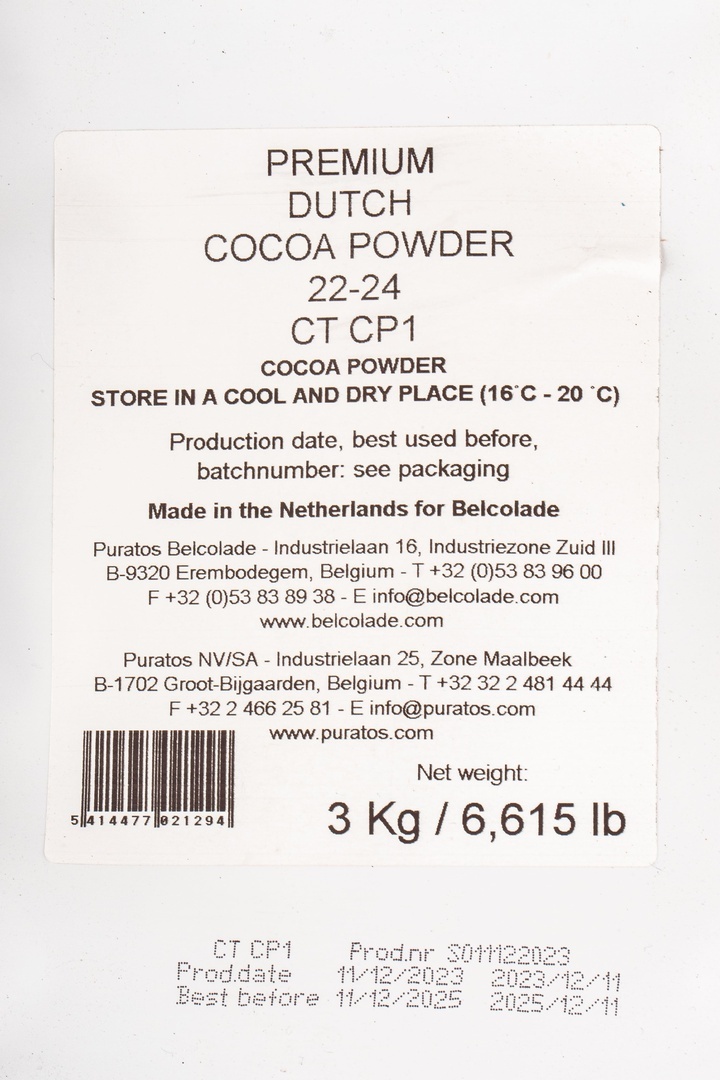 PREMIUM
DUTCH
COCOA POWDER
22-24
CT CP1
COCOA POWDER
STORE IN A COOL AND DRY PLACE (16°C - 20 °C)
Production date, best used before,
batchnumber: see packaging
Made in the Netherlands for Belcolade
Puratos Belcolade - Industrielaan 16, Industriezone Zuid III
B-9320 Erembodegem, Belgium - T +32 (0)53 83 96 00
F +32 (0)53 83 89 38 - E info@belcolade.com
www.belcolade.com
Puratos NV/SA - Industrielaan 25, Zone Maalbeek
B-1702 Groot-Bijgaarden, Belgium - T +32 32 2 481 44 44
F +32 2 466 25 81 - E info@puratos.com
www.puratos.com
Net weight:
3 Kg / 6,615 lb
5 414477 021294
CT CP1 Prod.nr S011122023
Prod.date 11/12/2023 2023/12/11
Best before 11/12/2025 2025/12/11